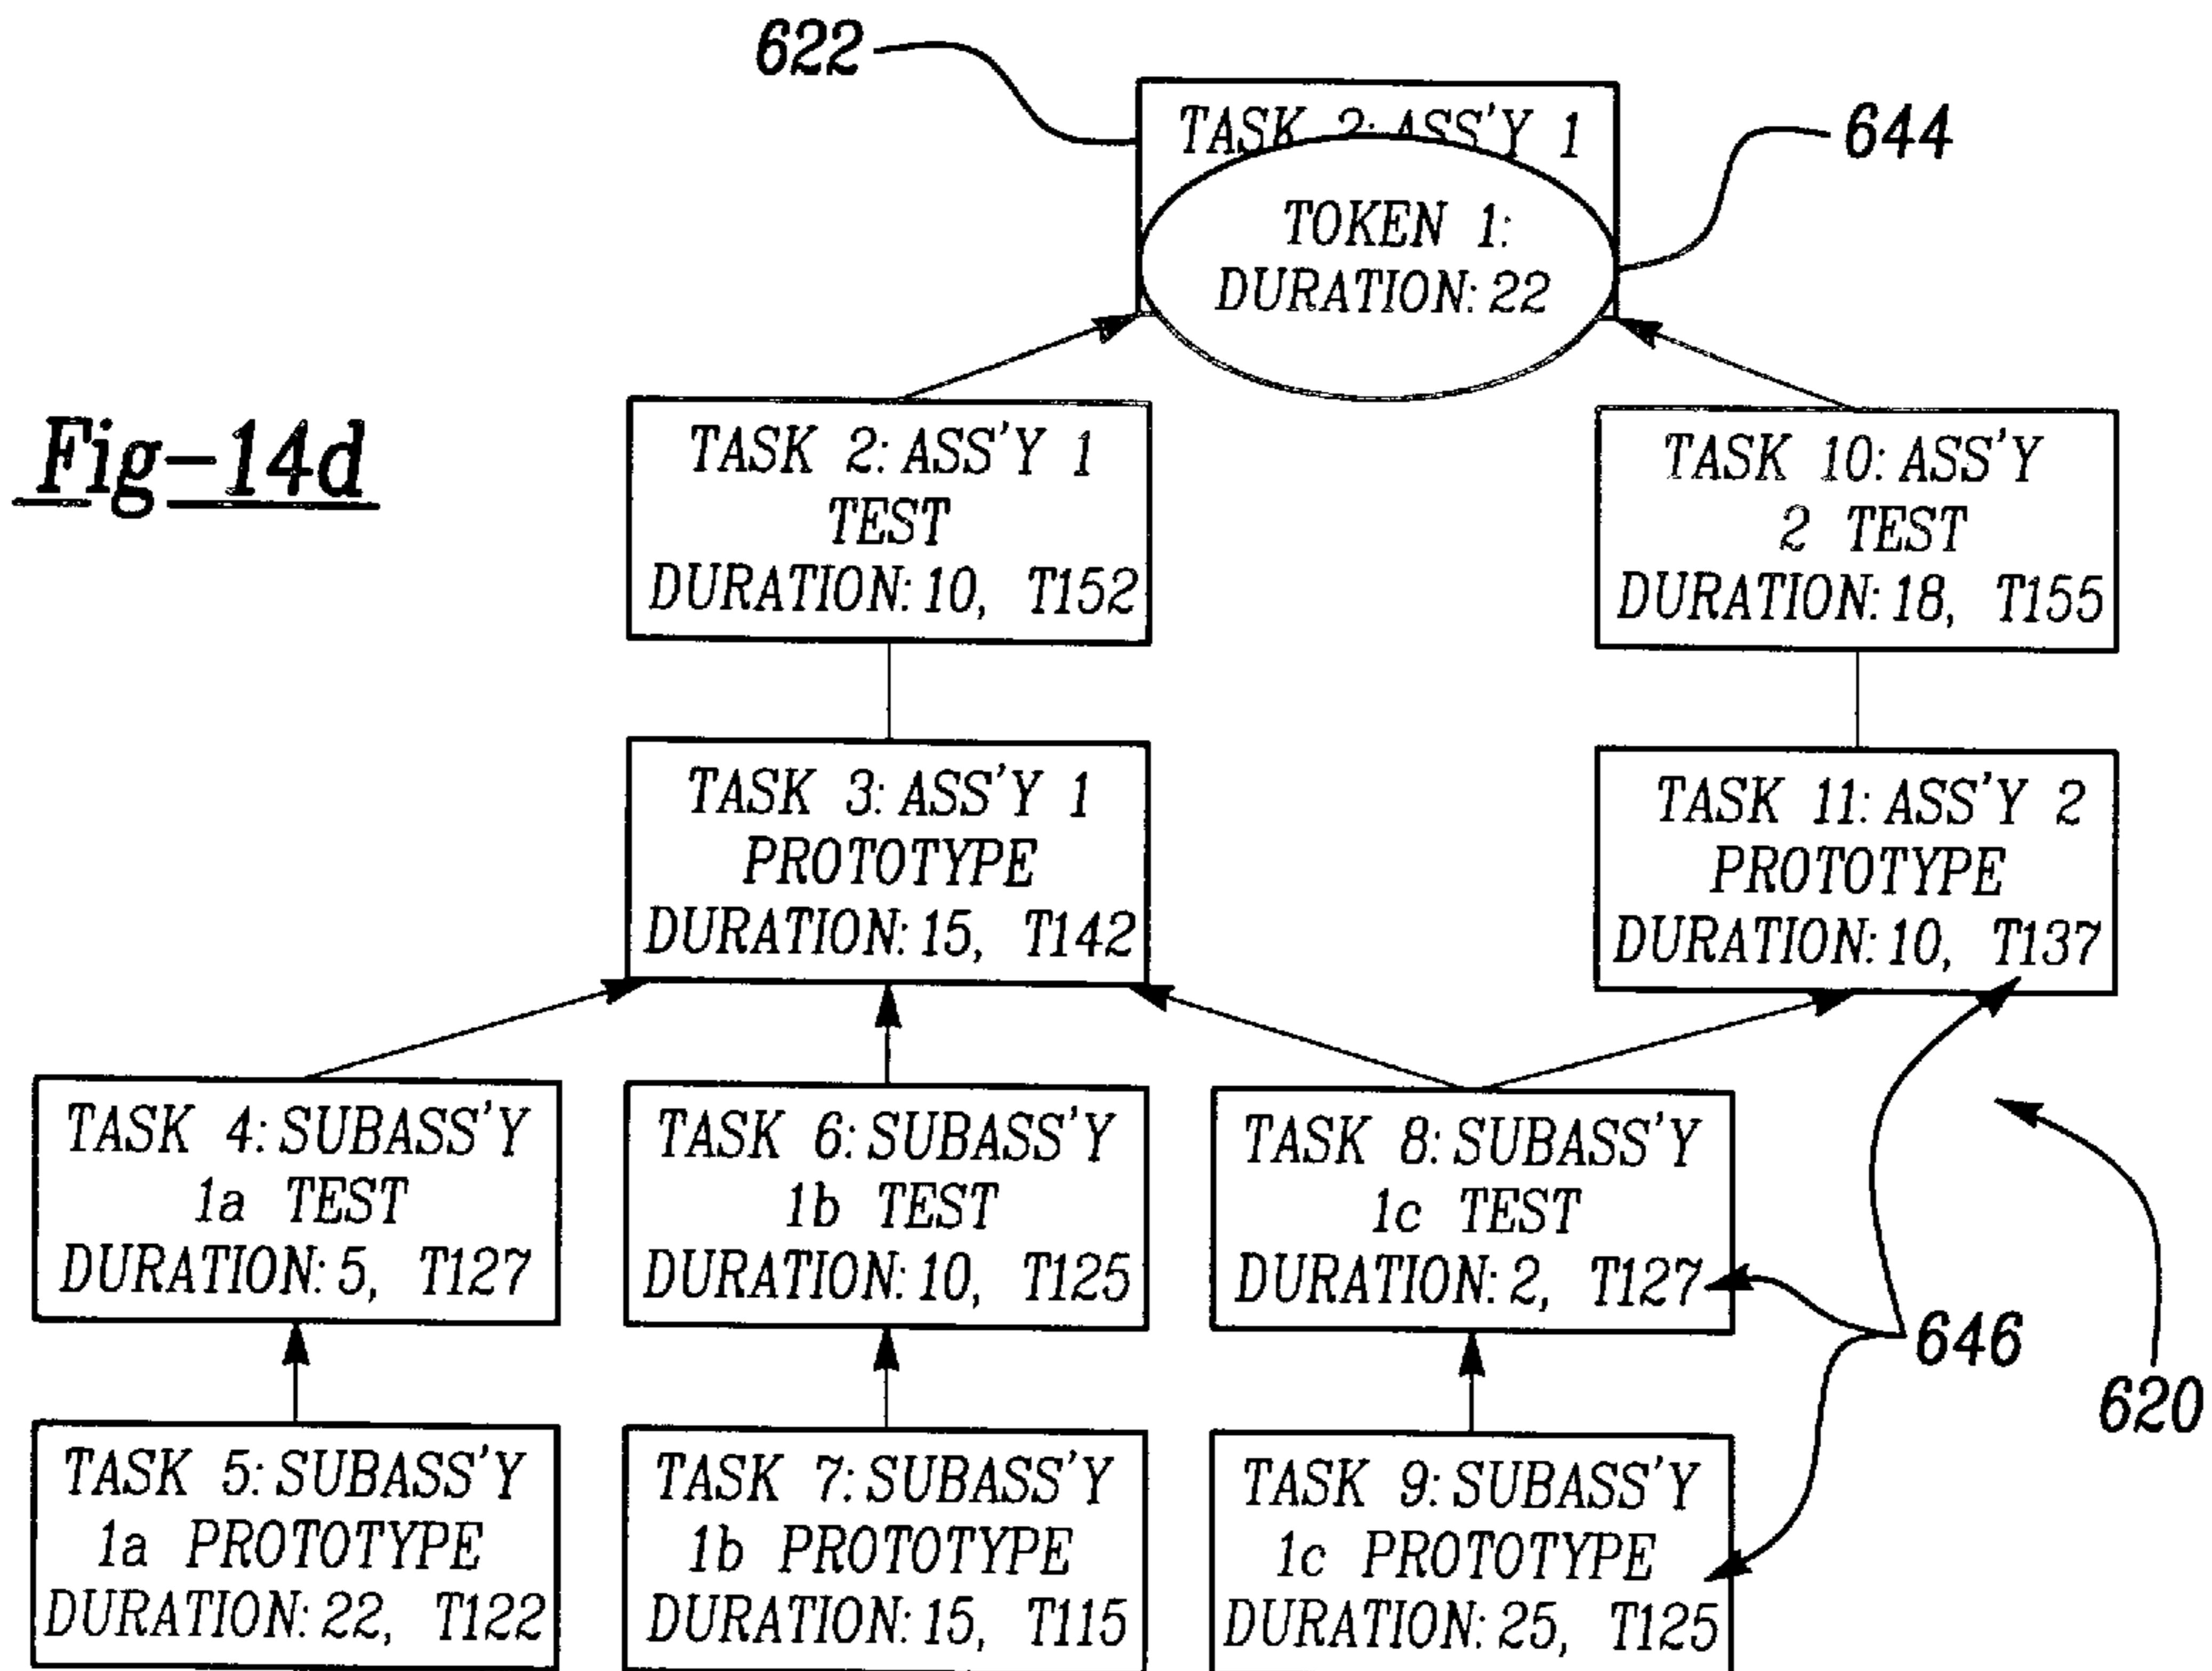 622
TASK 2: ASS'Y 1
644
TOKEN 1:
DURATION: 22
Fig-14d
TASK 2: ASS'Y 1
TEST
DURATION: 10, T152
TASK 10: ASS'Y
2 TEST
DURATION: 18, T155
TASK 3: ASS'Y 1
PROTOTYPE
DURATION: 15, T142
TASK 11: ASS'Y 2
PROTOTYPE
DURATION: 10, T137
TASK 4: SUBASS'Y
1a TEST
DURATION: 5, T127
TASK 6: SUBASS'Y
1b TEST
DURATION: 10, T125
TASK 8: SUBASS'Y
1c TEST
DURATION: 2, T127
646
620
TASK 5: SUBASS'Y
1a PROTOTYPE
DURATION: 22, T122
TASK 7: SUBASS'Y
1b PROTOTYPE
DURATION: 15, T115
TASK 9: SUBASS'Y
1c PROTOTYPE
DURATION: 25, T125